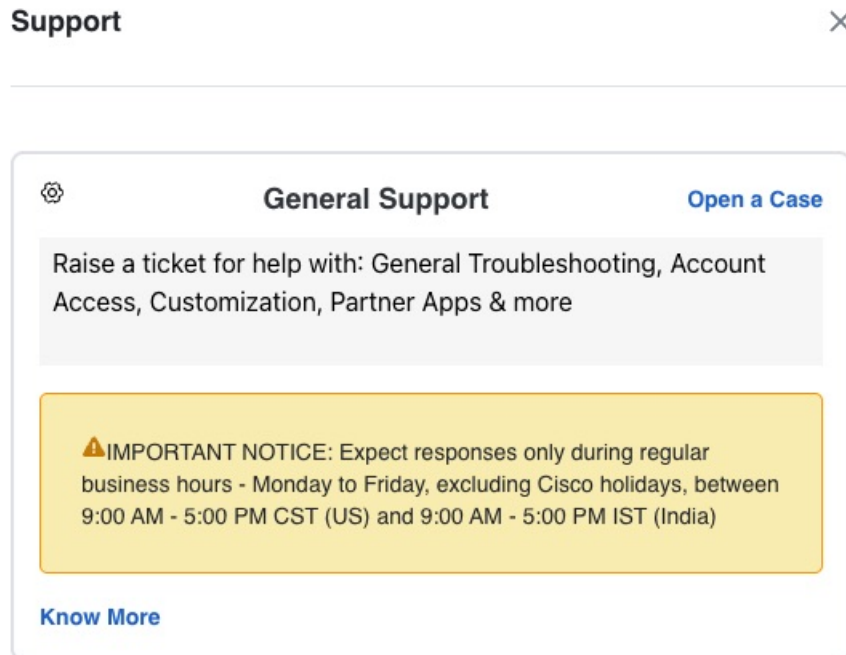 Support
General Support
Open a Case
Raise a ticket for help with: General Troubleshooting, Account
Access, Customization, Partner Apps & more
IMPORTANT NOTICE: Expect responses only during regular
business hours - Monday to Friday, excluding Cisco holidays, between
9:00 AM - 5:00 PM CST (US) and 9:00 AM - 5:00 PM IST (India)
Know More